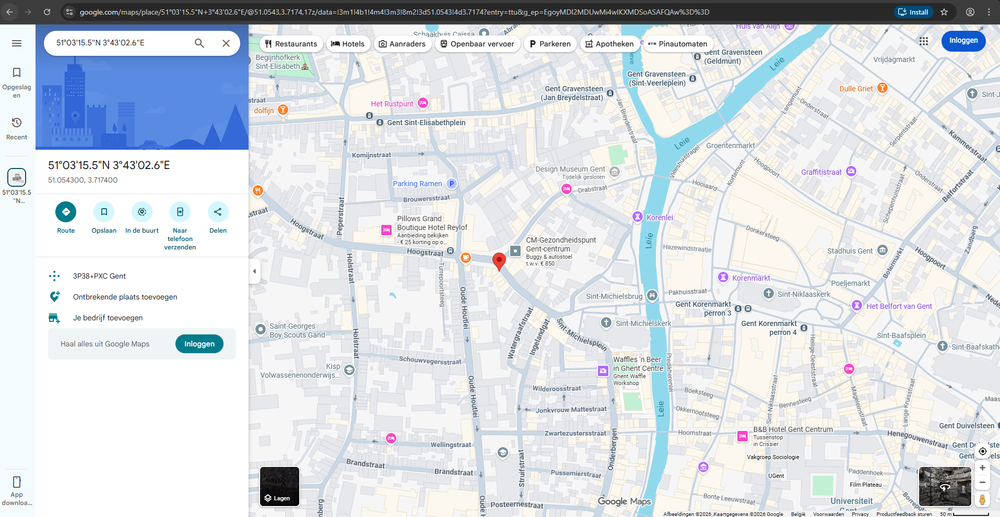 google.com/maps/place/51°03'15.5"N+3°43'02.6"E/@51.0543,3.7174,17z/data=!3m1!4b1!4m4!3m3!8m2!3d51.0543!4d3.7174?entry=ttu&g_ep=EgoyMDI2MDUwMi4wIKXMDSoASAFQAw%3D%3D
Install
51°03'15.5"N 3°43'02.6"E
Opgeslag
en
Recent
51°03'15.5
"N...
App
downloa...
51°03'15.5"N 3°43'02.6"E
51.054300, 3.717400
Route
Opslaan
In de buurt
Naar
telefoon
verzenden
Delen
3P38+PXC Gent
Ontbrekende plaats toevoegen
Je bedrijf toevoegen
Haal alles uit Google Maps
Inloggen
Restaurants
Hotels
Aanraders
Openbaar vervoer
Parkeren
Apotheken
Pinautomaten
Inloggen
Schaakhuis Caïssa
Huis van Alijn
Begijnhofkerk
Sint-Elisabeth
Gent Gravensteen
(Geldmunt)
Vrijdagmarkt
Leie
Gent Gravensteen
(Sint-Veerleplein)
Gent Gravensteen
(Jan Breydelstraat)
Dulle Griet
Langemunt
Onderstraat
Het Rustpunt
dolfijn
Gent Sint-Elisabethplein
Jan Breydelstraat
Serpentstraat
Kammerstraat
Leie
Groentenmarkt
Peperstraat
Komijnstraat
Vleeshuistragel
Kortemunt
Hoogpoort
Design Museum Gent
Tijdelijk gesloten
Graffitistraat
Onderstraat
Belfortstraat
Parking Ramen
Brouwersstraat
Drabstraat
Hooiaard
Schepenhuisstraat
Hoogstraat
Pillows Grand
Boutique Hotel Reylof
Aanbieding bekijken
- € 25 korting op o...
Korenlei
Leie
Donkersteeg
Zandberg
Hoogstraat
CM-Gezondheidspunt
Gent-centrum
Buggy & autostoel
t.w.v. € 850
Hazewindstraatje
Stadhuis Gent
Botermarkt
Hoogpoort
Holstraat
Turrepoortsteeg
Oude Houtlei
Korenmarkt
Poeljemarkt
Sint-Michielsbrug
Pakhuisstraat
Sint-Niklaaskerk
Gent Korenmarkt
perron 3
Het Belfort van Gent
Watergraafstraat
Ingelandgat
Sint-Michielsplein
Sint-Michielskerk
Gent Korenmarkt
perron 4
Saint-Georges
Boy Scouts Gand
Sint-Baafsplein
Sint-Baafskathe
Holstraat
Heilige-Geeststraat
Schouwvegersstraat
Waffles 'n Beer
in Ghent Centre
Ghent Waffle
Workshop
Predikherenlei
Kisp
Volwassenenonderwijs...
Oude Houtlei
Wilderoosstraat
Boeksteeg
Sint-Niklaasstraat
Bennesteeg
Mageleinstraat
Lange Kruisstraat
Jonkvrouw Mattestraat
Leie
Okkernootsteeg
Zwartezustersstraat
Hoornstraat
B&B Hotel Gent Centrum
Tussenstop
in Crissier
Gent Duivelsteen
Henegouwenstraat
Wellingstraat
Onderbergen
Vakgroep Sociologie
Brandstraat
Brandstraat
Struifstraat
Pussemierstraat
UGent
Paddenhoek
Film Plateau
Lagen
Google Maps
Bonte Leeuwstraat
Universiteit
Posteernestraat
Afbeeldingen ©2026 ,Kaartgegevens ©2026 Google
België
Voorwaarden
Privacy
Productfeedback sturen
50 m